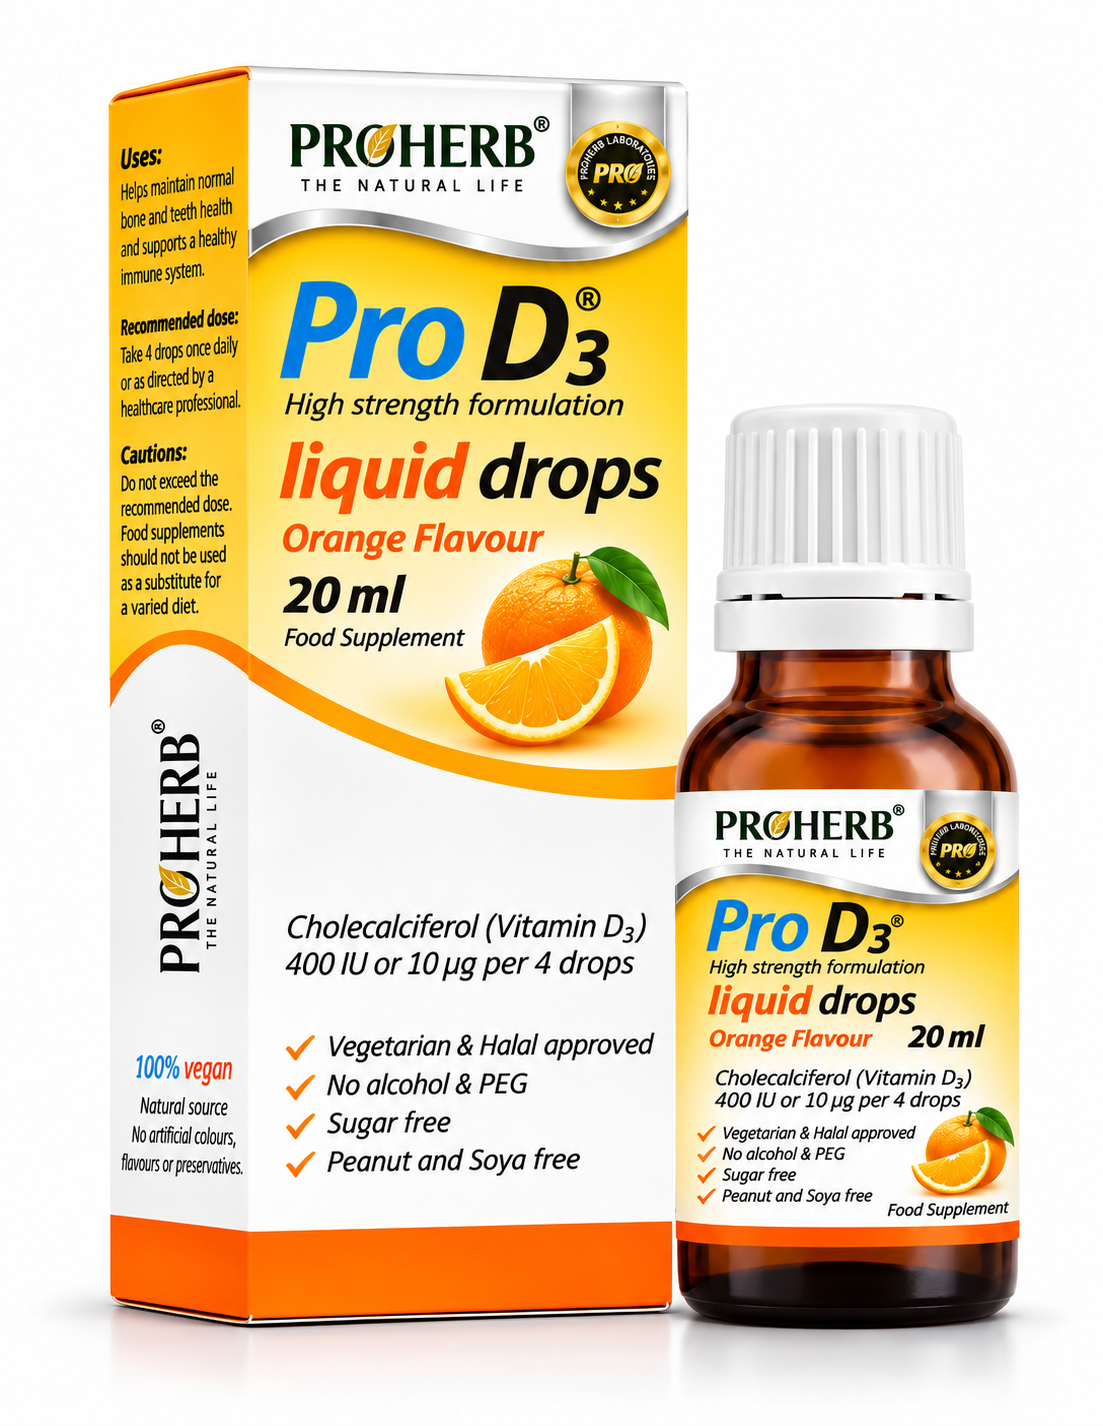 Uses:
Helps maintain normal
bone and teeth health
and supports a healthy
immune system.
Recommended dose:
Take 4 drops once daily
or as directed by a
healthcare professional.
Cautions:
Do not exceed the
recommended dose.
Food supplements
should not be used
as a substitute for
a varied diet.
PROHERB®
THE NATURAL LIFE
100% vegan
Natural source
No artificial colours,
flavours or preservatives.
PROHERB®
THE NATURAL LIFE
PROHERB LABORATORIES
PRO
Pro D3®
High strength formulation
liquid drops
Orange Flavour
20 ml
Food Supplement
Cholecalciferol (Vitamin D3)
400 IU or 10 µg per 4 drops
✓ Vegetarian & Halal approved
✓ No alcohol & PEG
✓ Sugar free
✓ Peanut and Soya free
PROHERB®
THE NATURAL LIFE
PRO
Pro D3®
High strength formulation
liquid drops
Orange Flavour 20 ml
Cholecalciferol (Vitamin D3)
400 IU or 10 µg per 4 drops
✓ Vegetarian & Halal approved
✓ No alcohol & PEG
✓ Sugar free
✓ Peanut and Soya free
Food Supplement